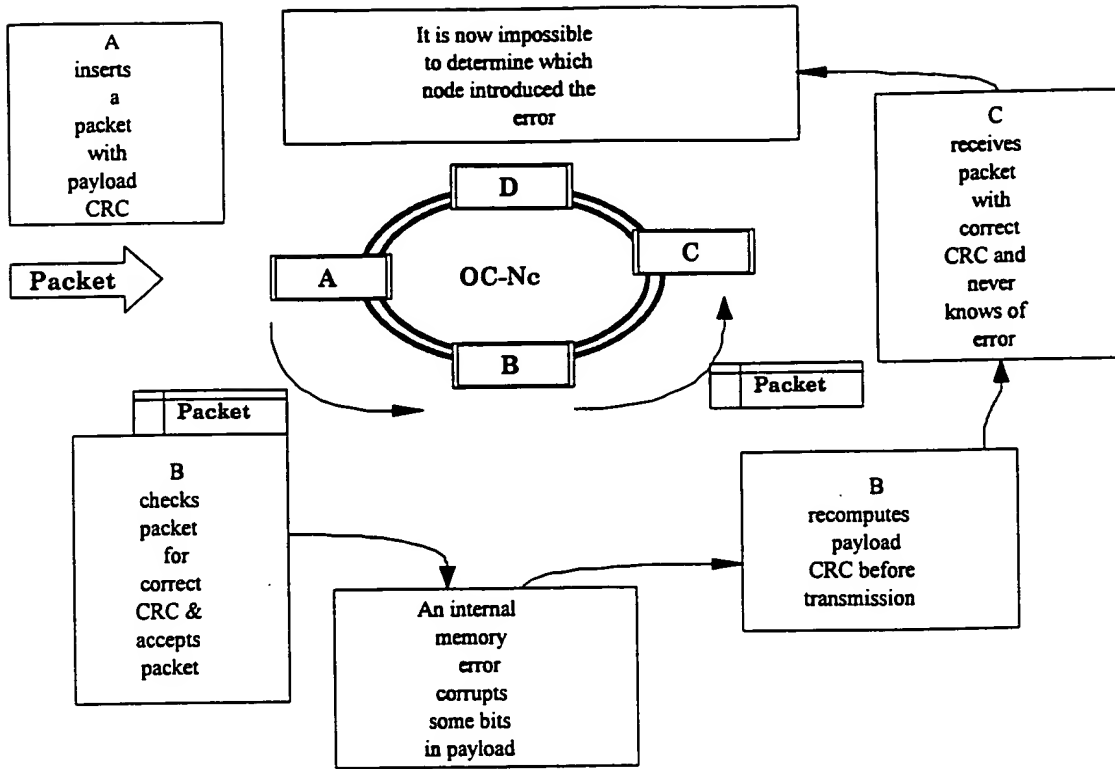 A
inserts
a
packet
with
payload
CRC
It is now impossible
to determine which
node introduced the
error
C
receives
packet
with
correct
CRC and
never
knows of
error
Packet
D
A
OC-Nc
C
B
Packet
Packet
B
checks
packet
for
correct
CRC &
accepts
packet
An internal
memory
error
corrupts
some bits
in payload
B
recomputes
payload
CRC before
transmission